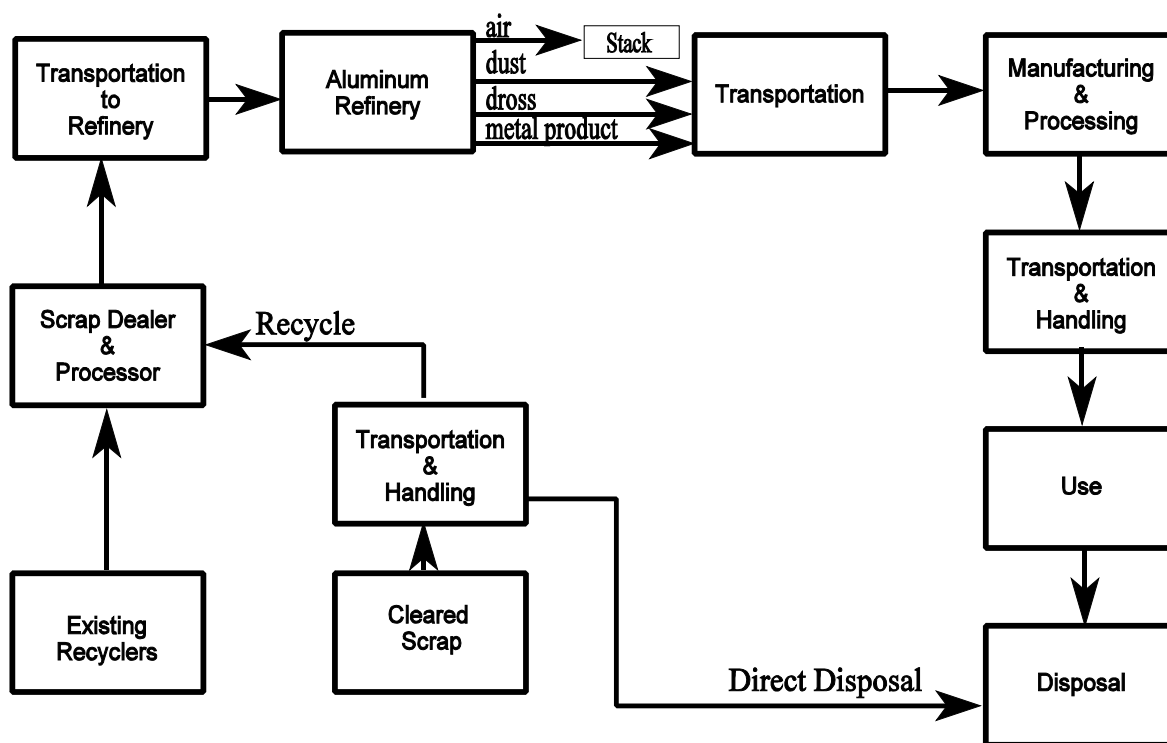 Transportation
to
Refinery
Aluminum
Refinery
air
Stack
dust
dross
metal product
Transportation
Manufacturing
&
Processing
Transportation
&
Handling
Scrap Dealer
&
Processor
Recycle
Transportation
&
Handling
Use
Existing
Recyclers
Cleared
Scrap
Direct Disposal
Disposal